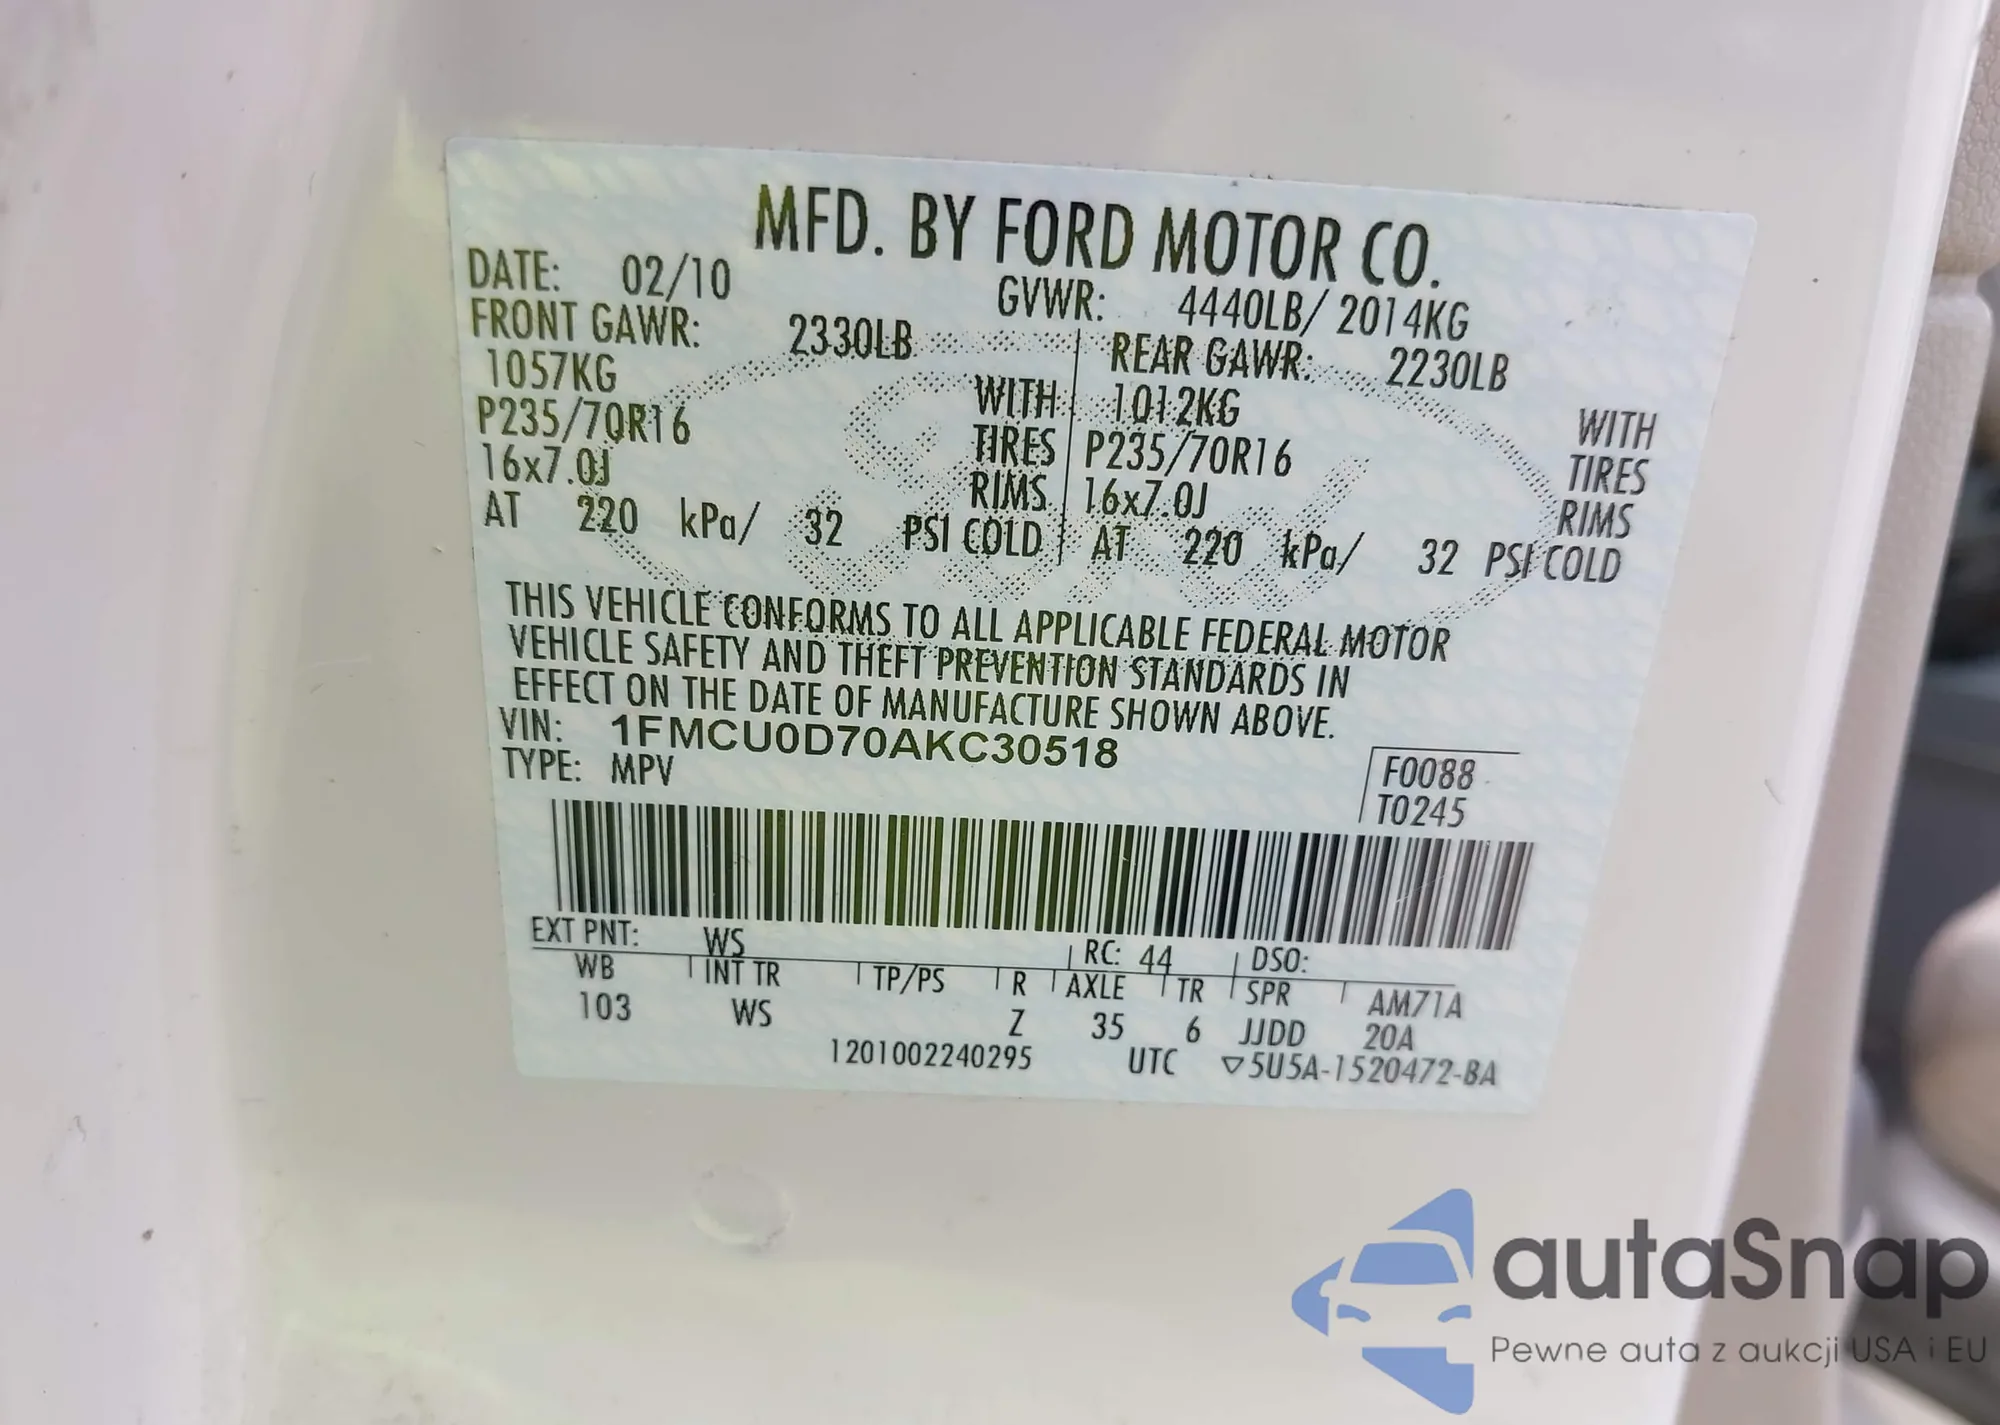 MFD. BY FORD MOTOR CO.
DATE: 02/10 GVWR: 4440LB/ 2014KG
FRONT GAWR: 2330LB REAR GAWR: 2230LB
1057KG WITH 1012KG WITH
P235/70R16 TIRES P235/70R16 TIRES
16x7.0J RIMS 16x7.0J RIMS
AT 220 kPa/ 32 PSI COLD AT 220 kPa/ 32 PSI COLD
THIS VEHICLE CONFORMS TO ALL APPLICABLE FEDERAL MOTOR
VEHICLE SAFETY AND THEFT PREVENTION STANDARDS IN
EFFECT ON THE DATE OF MANUFACTURE SHOWN ABOVE.
VIN: 1FMCU0D70AKC30518
TYPE: MPV
F0088
T0245
EXT PNT: WS RC: 44 DSO:
WB INT TR TP/PS R AXLE TR SPR AM71A
103 WS Z 35 6 JJDD 20A
1201002240295 UTC ▽5U5A-1520472-BA
autaSnap
Pewne auta z aukcji USA i EU